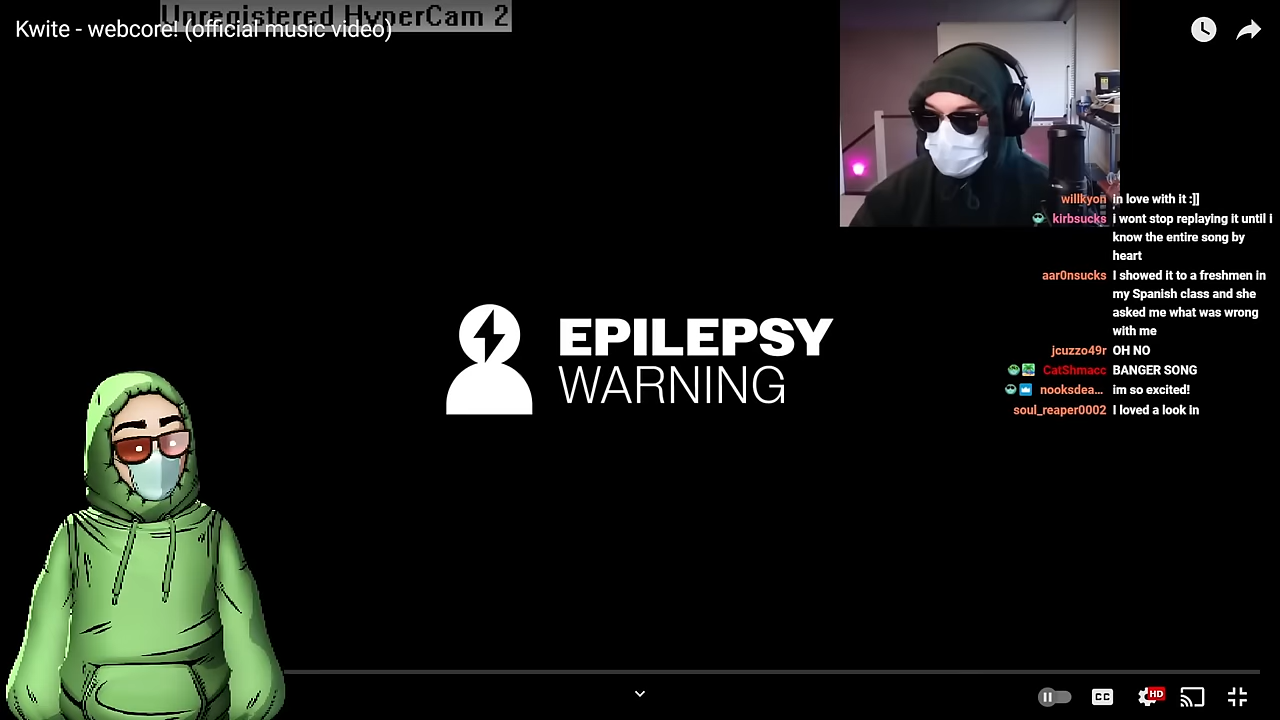 Unregistered HyperCam 2
Kwite - webcore! (official music video)
willkyon in love with it :]]
kirbsucks i wont stop replaying it until i
know the entire song by
heart
aar0nsucks I showed it to a freshmen in
my Spanish class and she
asked me what was wrong
with me
jcuzzo49r OH NO
CatShmacc BANGER SONG
nooksdea... im so excited!
soul_reaper0002 I loved a look in
EPILEPSY
WARNING
CC
HD